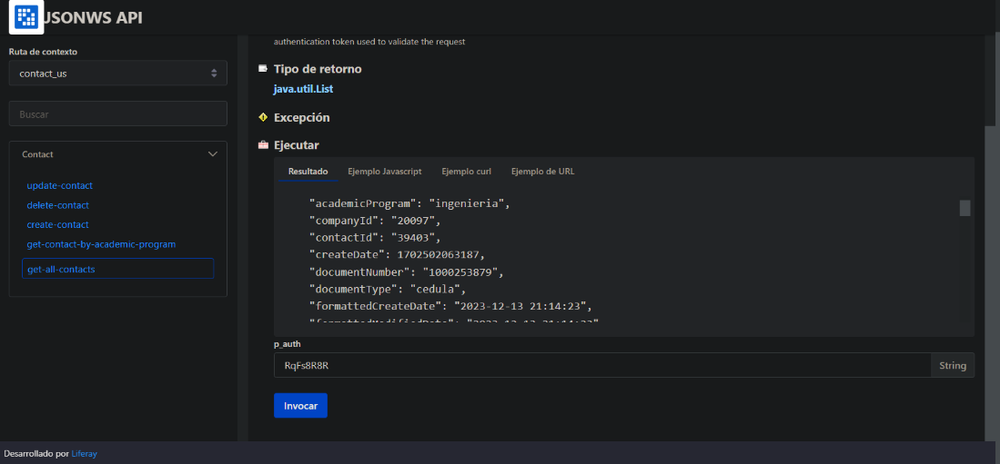 JSONWS API
Ruta de contexto
contact_us
Buscar
Contact
update-contact
delete-contact
create-contact
get-contact-by-academic-program
get-all-contacts
authentication token used to validate the request
Tipo de retorno
java.util.List
Excepción
Ejecutar
Resultado Ejemplo Javascript Ejemplo curl Ejemplo de URL
"academicProgram": "ingenieria",
"companyId": "20097",
"contactId": "39403",
"createDate": 1702502063187,
"documentNumber": "1000253879",
"documentType": "cedula",
"formattedCreateDate": "2023-12-13 21:14:23",
"formattedModifiedDate": "2023-12-13 21:14:23"
p_auth
RqFs8R8R String
Invocar
Desarrollado por Liferay